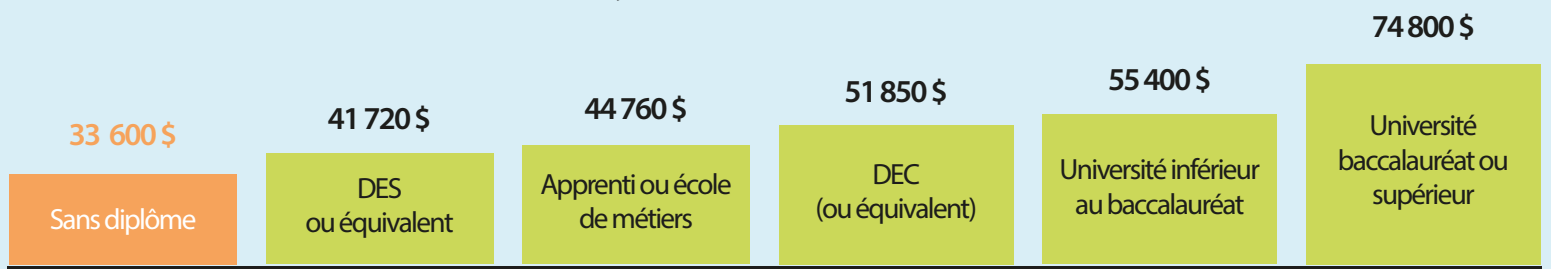 33 600 $
Sans diplôme
41 720 $
DES
ou équivalent
44 760 $
Apprenti ou école
de métiers
51 850 $
DEC
(ou équivalent)
55 400 $
Université inférieur
au baccalauréat
74 800 $
Université
baccalauréat ou
supérieur